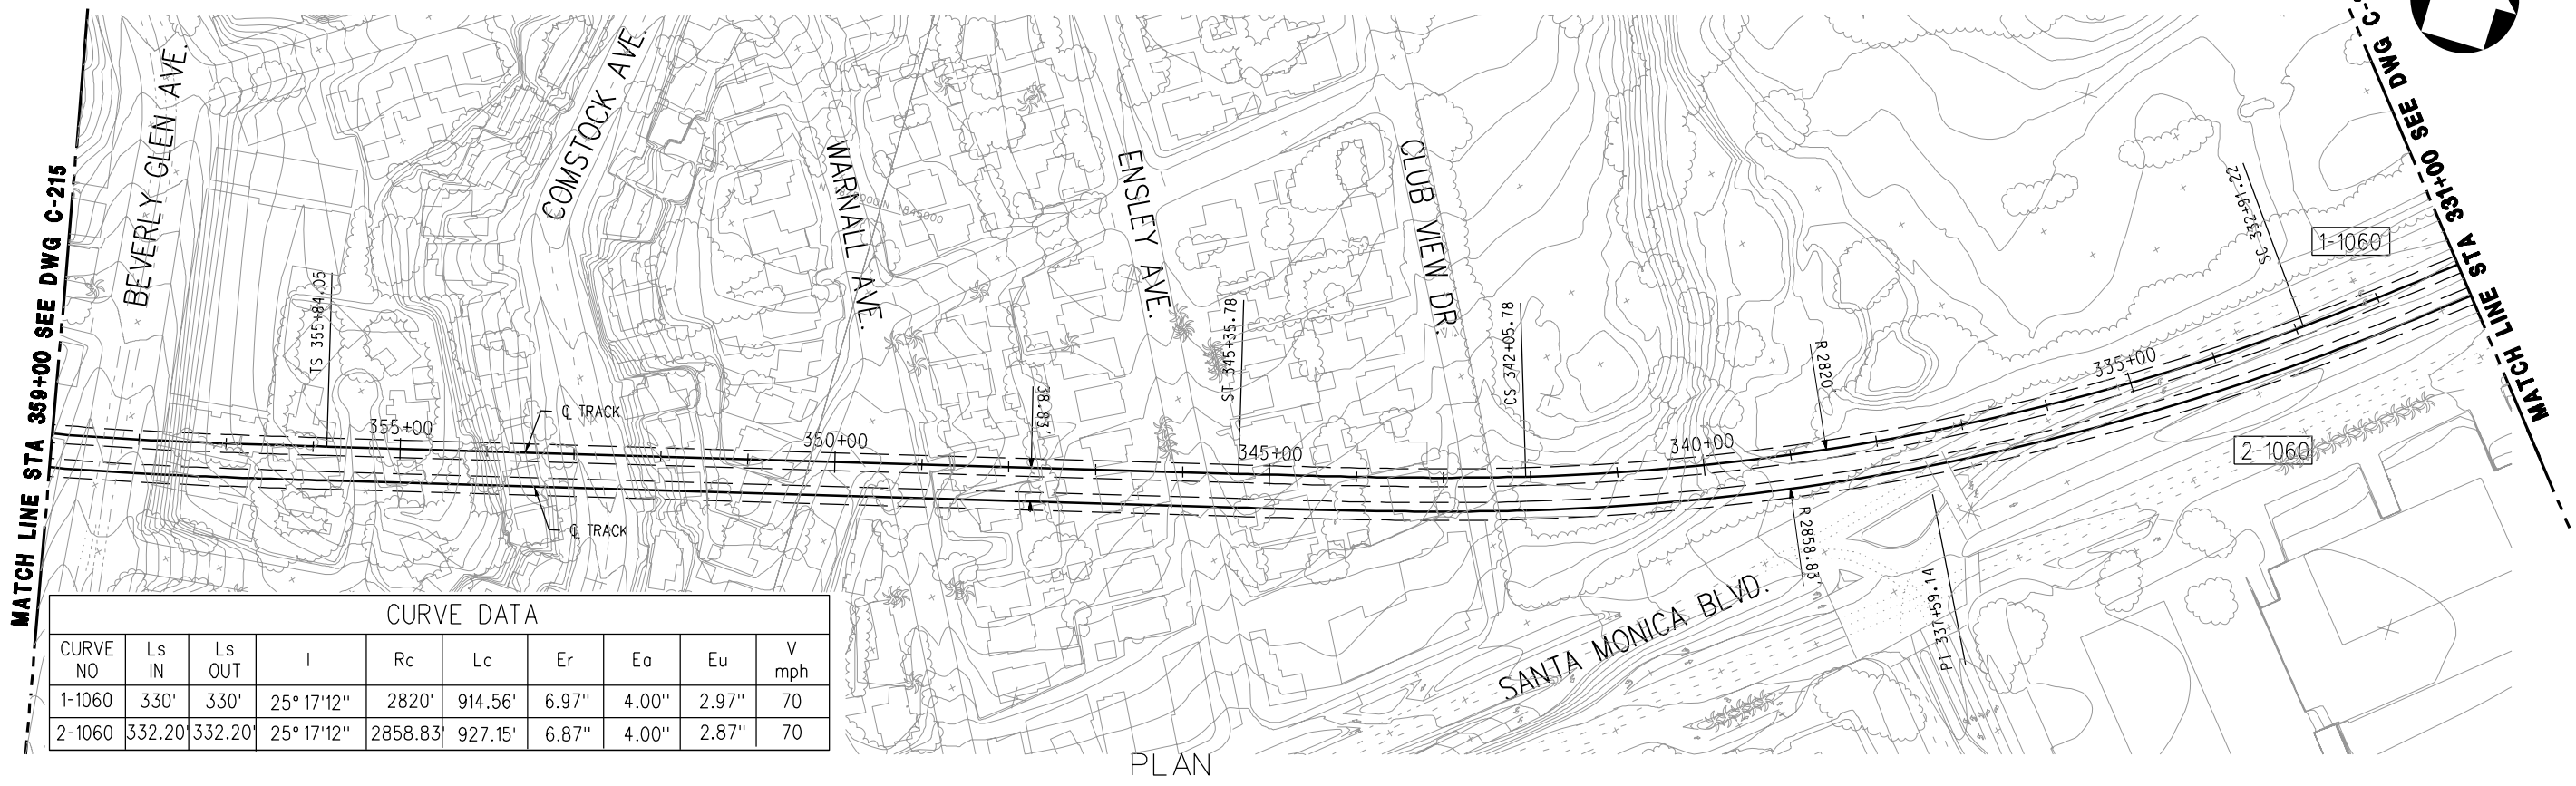 MATCH LINE STA 359+00 SEE DWG C-215
BEVERLY GLEN AVE.
COMSTOCK AVE.
WARNALL AVE.
ENSLEY AVE.
CLUB VIEW DR.
SANTA MONICA BLVD.
MATCH LINE STA 331+00 SEE DWG C-
N 1845000
TS 355+84.05
ST 345+35.78
CS 342+05.78
SC 332+91.22
PI 337+59.14
1-1060
2-1060
355+00
350+00
345+00
340+00
335+00
℄ TRACK
℄ TRACK
38.83'
R 2820'
R 2858.83'
CURVE DATA
CURVE NO | Ls IN | Ls OUT | I | Rc | Lc | Er | Ea | Eu | V mph
1-1060 | 330' | 330' | 25° 17'12" | 2820' | 914.56' | 6.97" | 4.00" | 2.97" | 70
2-1060 | 332.20' | 332.20' | 25° 17'12" | 2858.83' | 927.15' | 6.87" | 4.00" | 2.87" | 70
PLAN